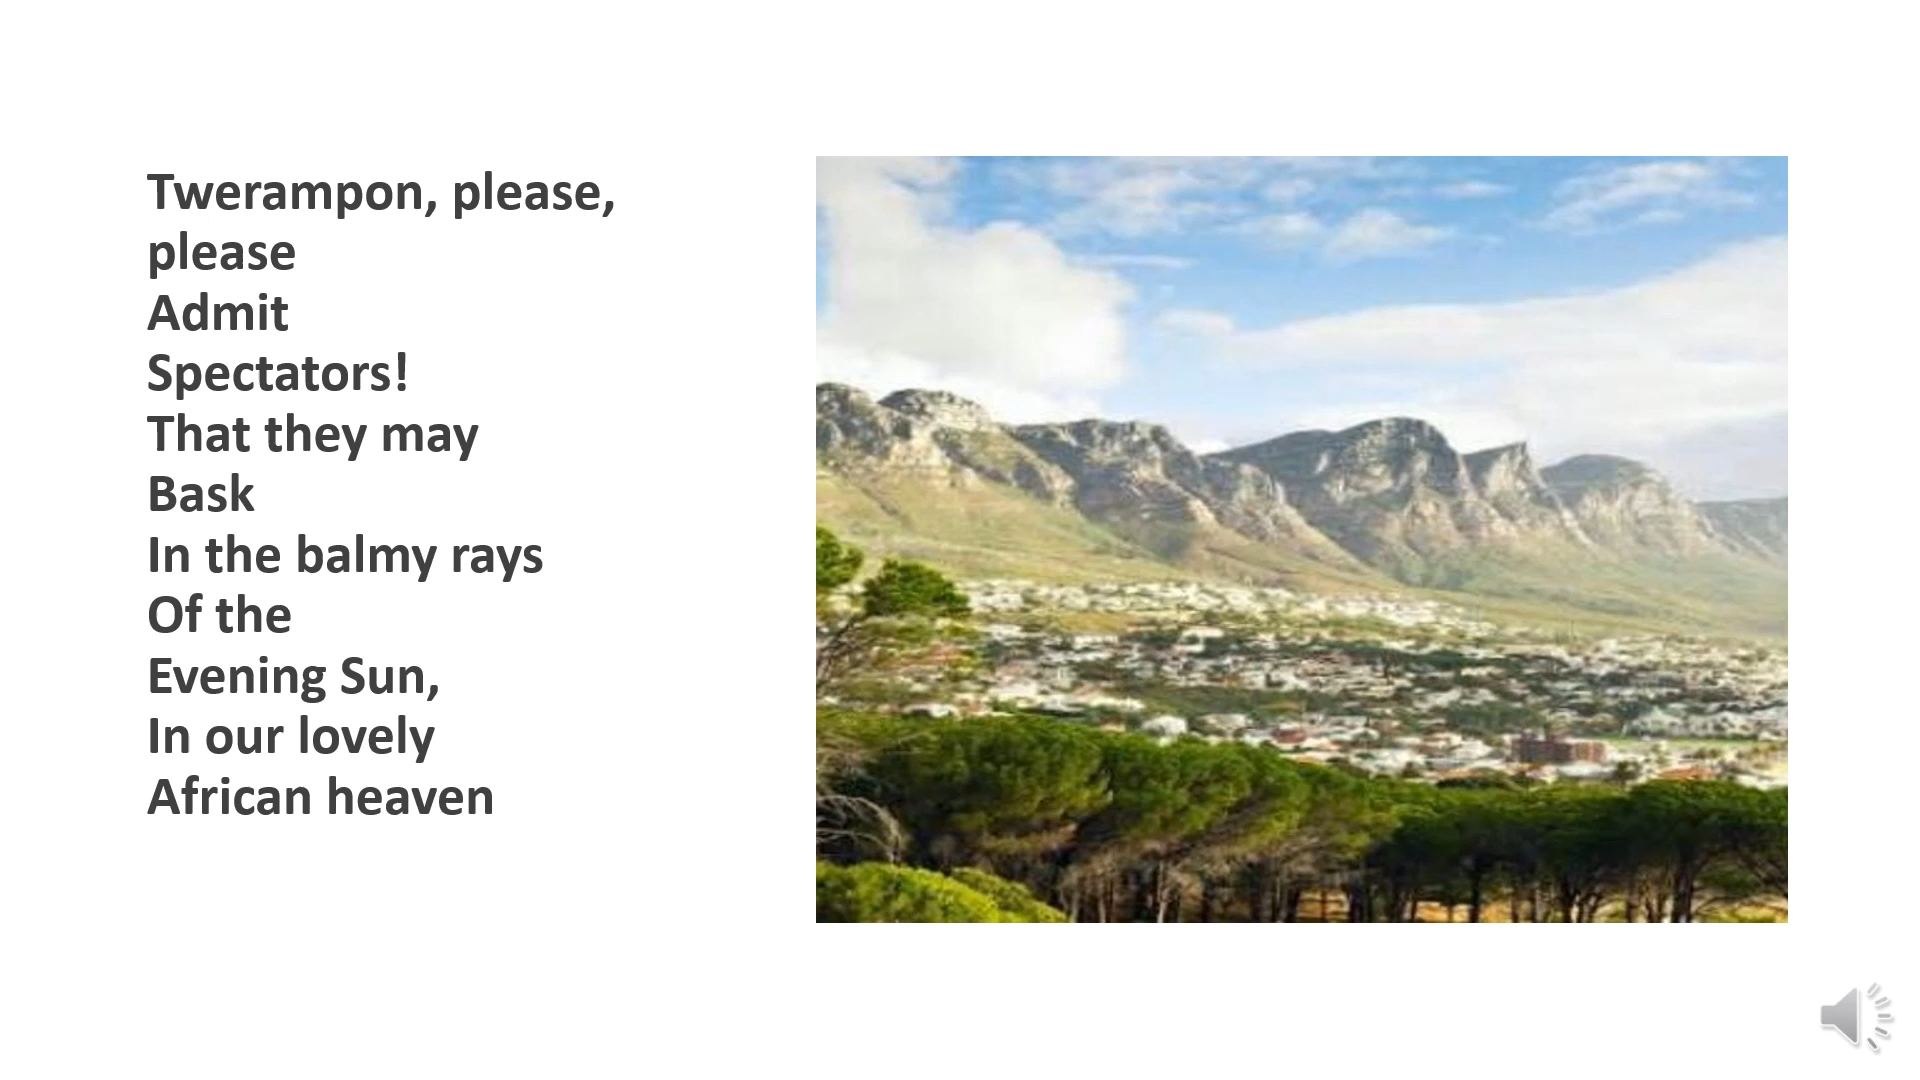 Twerampon, please,
please
Admit
Spectators!
That they may
Bask
In the balmy rays
Of the
Evening Sun,
In our lovely
African heaven